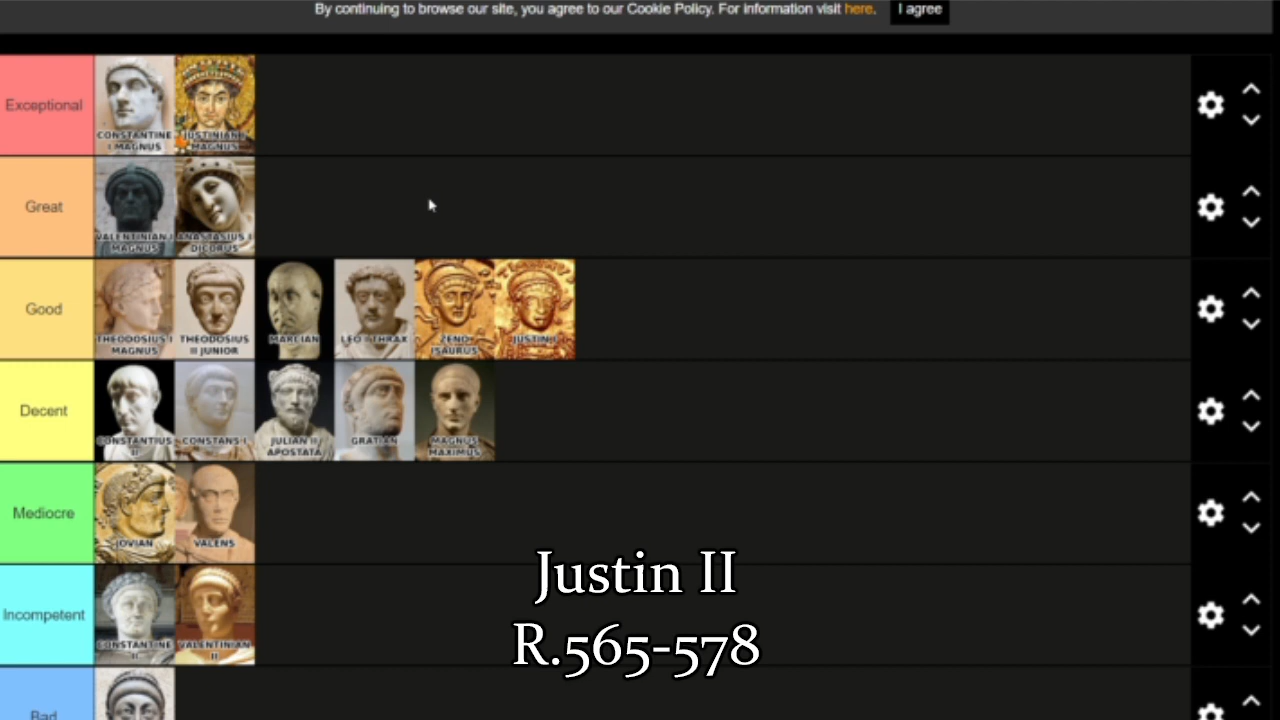 By continuing to browse our site, you agree to our Cookie Policy. For information visit here. I agree
Exceptional
CONSTANTINE I MAGNUS
JUSTINIAN I MAGNUS
Great
VALENTINIAN I MAGNUS
ANASTASIUS I DICORUS
Good
THEODOSIUS I MAGNUS
THEODOSIUS II JUNIOR
MARCIAN
LEO I THRAX
ZENO ISAURUS
JUSTIN I
Decent
CONSTANTIUS II
CONSTANS I
JULIAN II APOSTATA
GRATIAN
MAGNUS MAXIMUS
Mediocre
JOVIAN
VALENS
Incompetent
CONSTANTINE II
VALENTINIAN II
Bad
Justin II
R.565-578